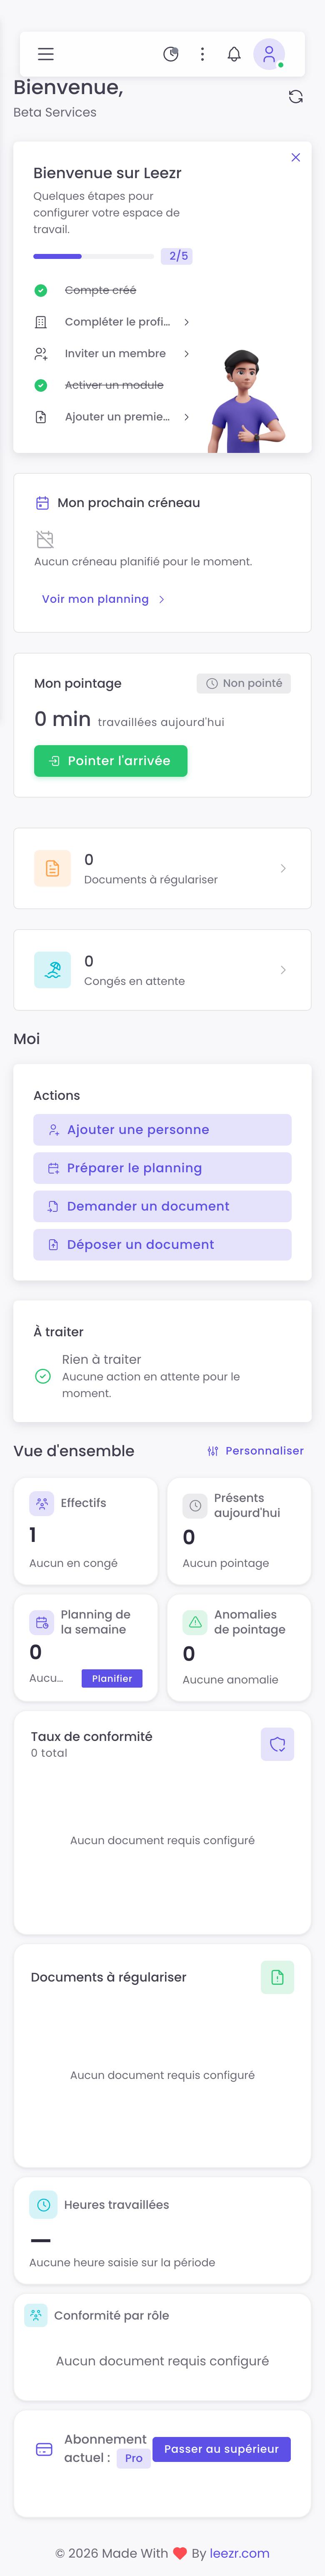 Bienvenue,
Beta Services
Bienvenue sur Leezr
Quelques étapes pour
configurer votre espace de
travail.
2/5
Compte créé
Compléter le profi...
Inviter un membre
Activer un module
Ajouter un premie...
Mon prochain créneau
Aucun créneau planifié pour le moment.
Voir mon planning
Mon pointage
Non pointé
0 min travaillées aujourd'hui
Pointer l'arrivée
0
Documents à régulariser
0
Congés en attente
Moi
Actions
Ajouter une personne
Préparer le planning
Demander un document
Déposer un document
À traiter
Rien à traiter
Aucune action en attente pour le
moment.
Vue d'ensemble
Personnaliser
Effectifs
1
Aucun en congé
Présents
aujourd'hui
0
Aucun pointage
Planning de
la semaine
0
Aucu...
Planifier
Anomalies
de pointage
0
Aucune anomalie
Taux de conformité
0 total
Aucun document requis configuré
Documents à régulariser
Aucun document requis configuré
Heures travaillées
—
Aucune heure saisie sur la période
Conformité par rôle
Aucun document requis configuré
Abonnement
actuel : Pro
Passer au supérieur
© 2026 Made With ❤ By leezr.com